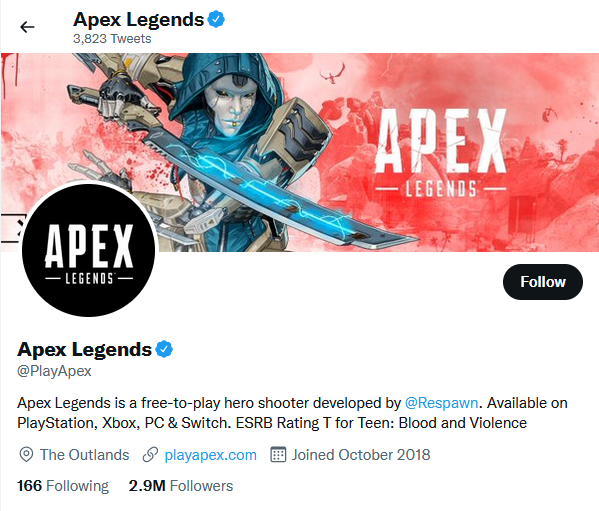 Apex Legends
3,823 Tweets
APEX
LEGENDS
APEX
LEGENDS
Follow
Apex Legends
@PlayApex
Apex Legends is a free-to-play hero shooter developed by @Respawn. Available on
PlayStation, Xbox, PC & Switch. ESRB Rating T for Teen: Blood and Violence
The Outlands playapex.com Joined October 2018
166 Following 2.9M Followers